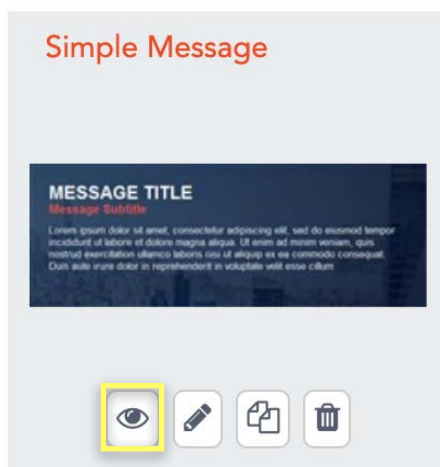 Simple Message
MESSAGE TITLE
Message Subtitle
Lorem ipsum dolor sit amet, consectetur adipiscing elit, sed do eiusmod tempor
incididunt ut labore et dolore magna aliqua. Ut enim ad minim veniam, quis
nostrud exercitation ullamco laboris nisi ut aliquip ex ea commodo consequat.
Duis aute irure dolor in reprehenderit in voluptate velit esse cillum